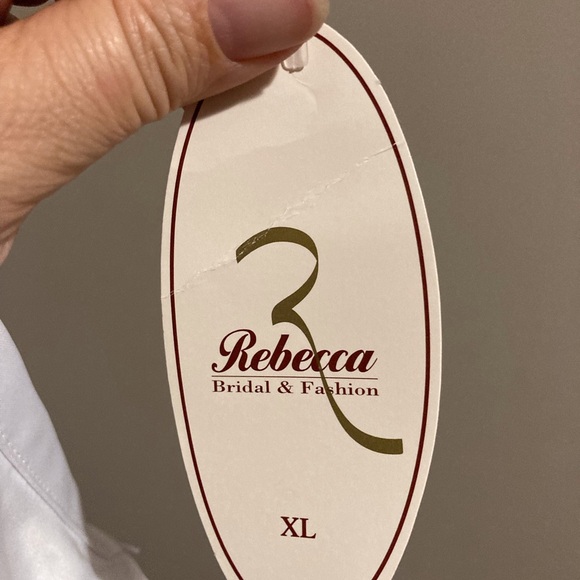 Rebecca
Bridal & Fashion
XL